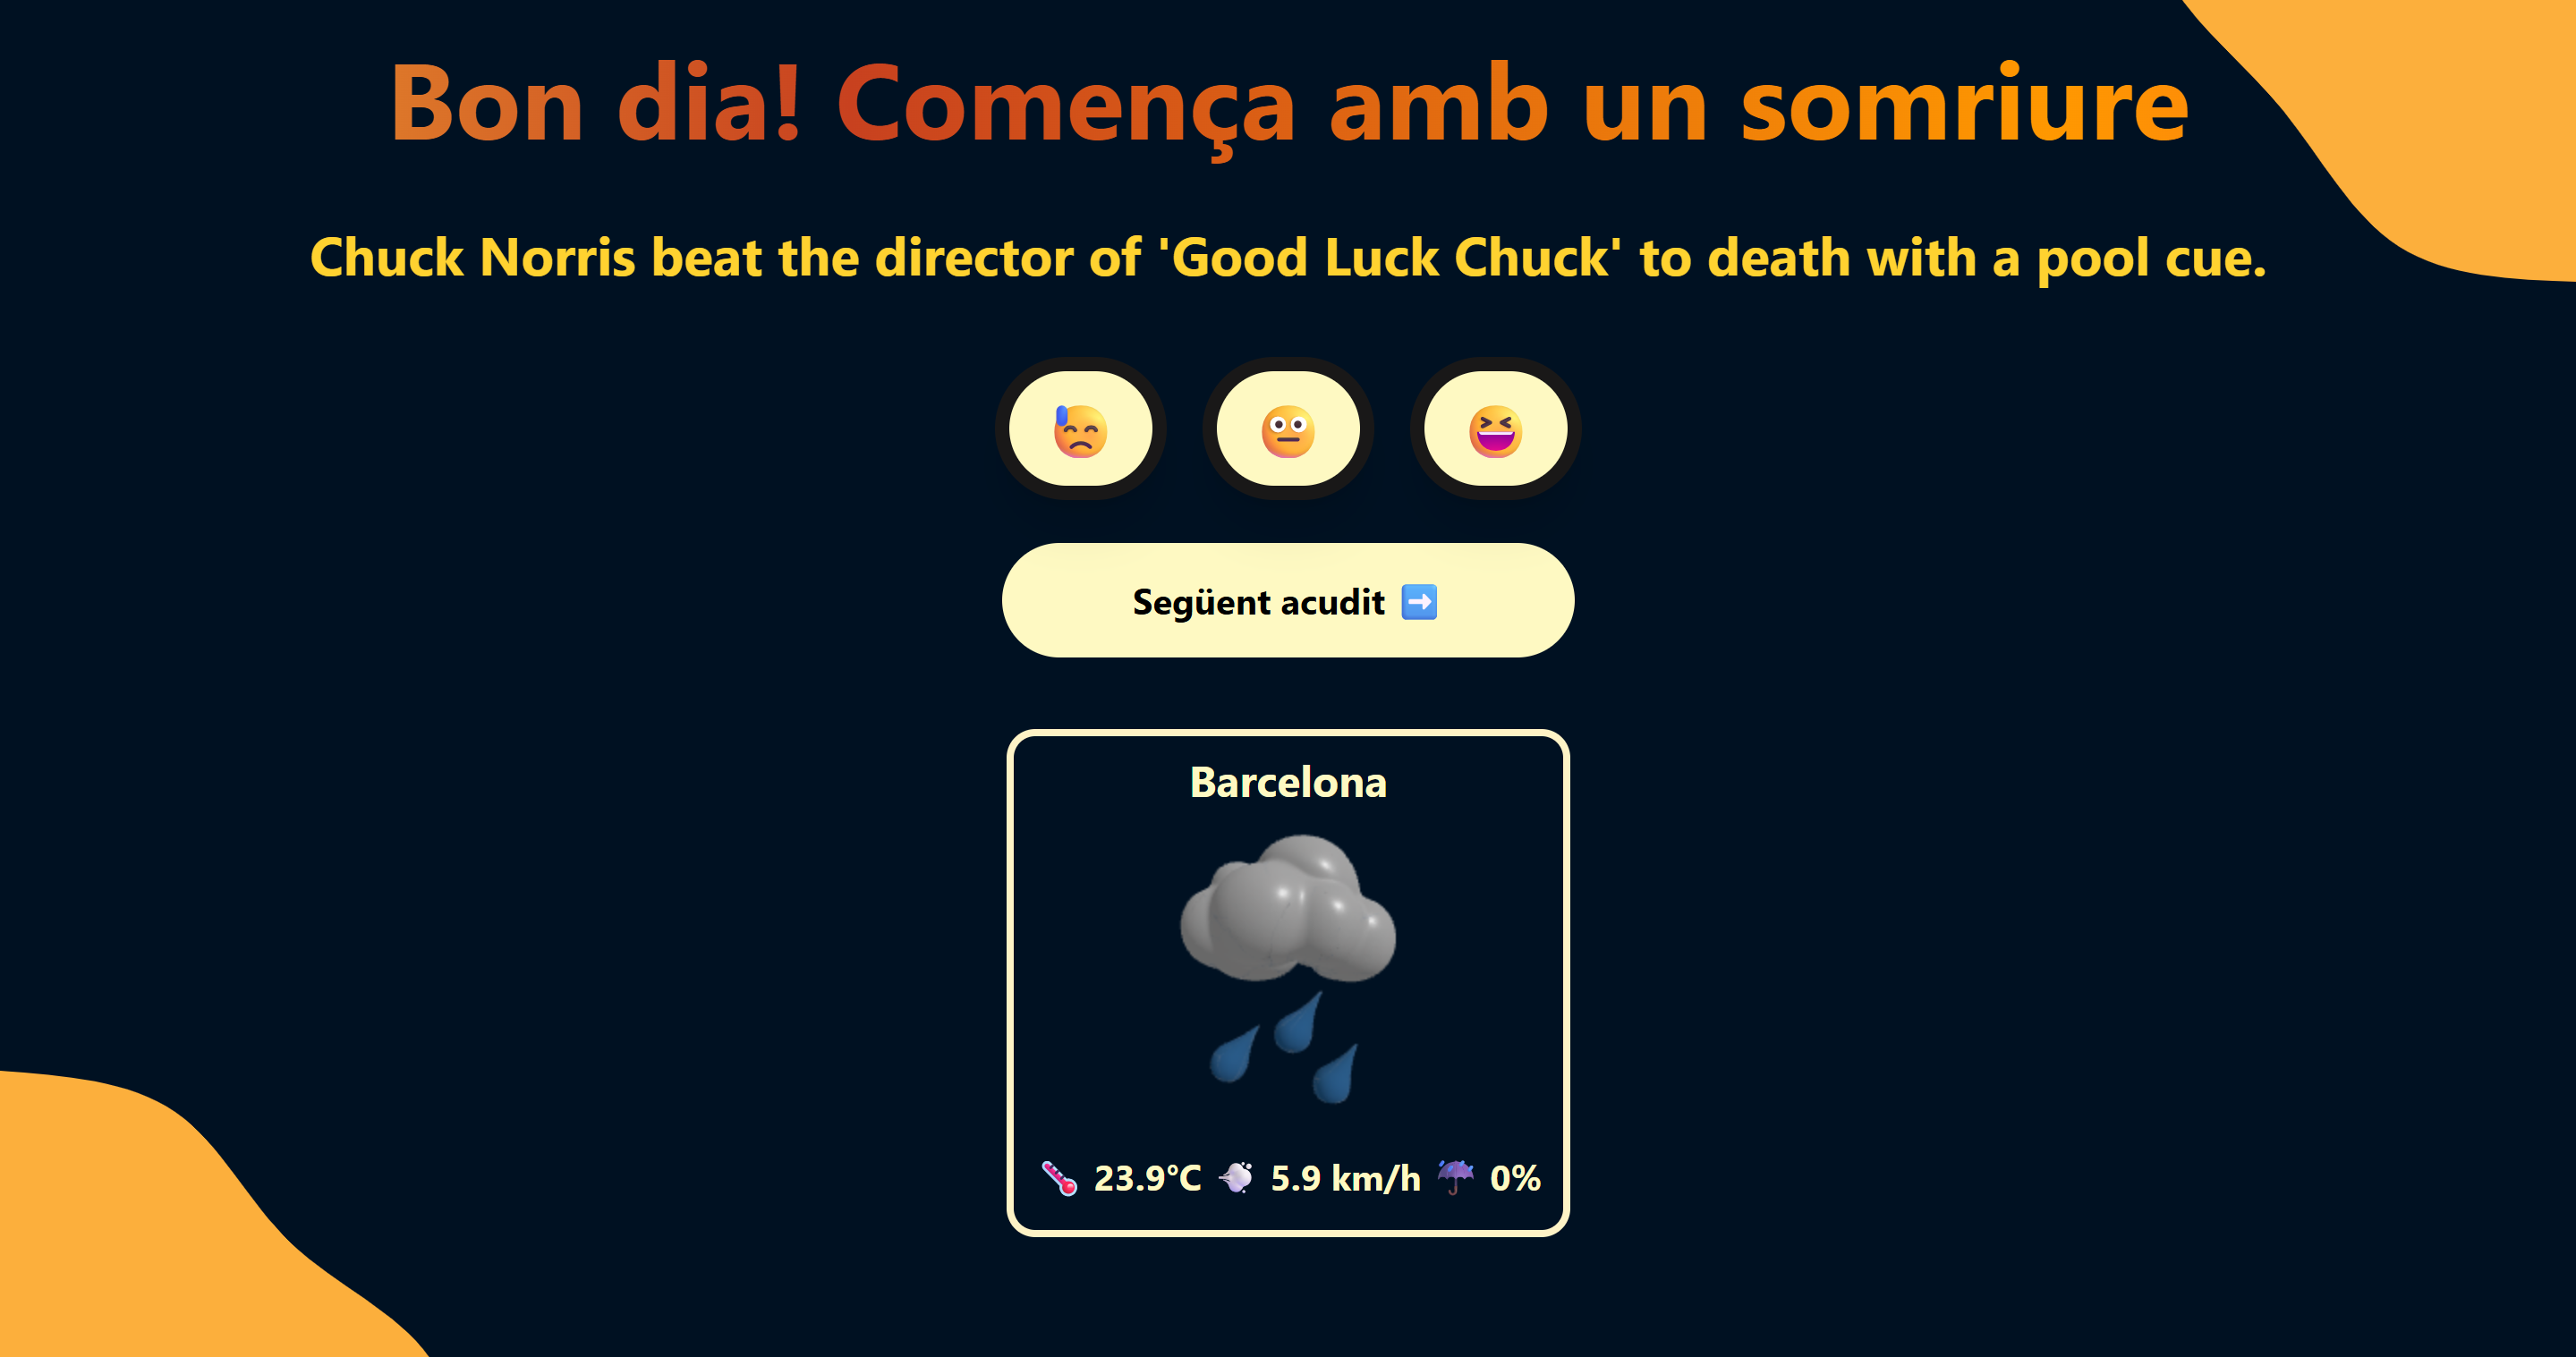 Bon dia! Comença amb un somriure
Chuck Norris beat the director of 'Good Luck Chuck' to death with a pool cue.
Següent acudit ➡️
Barcelona
23.9°C 5.9 km/h 0%